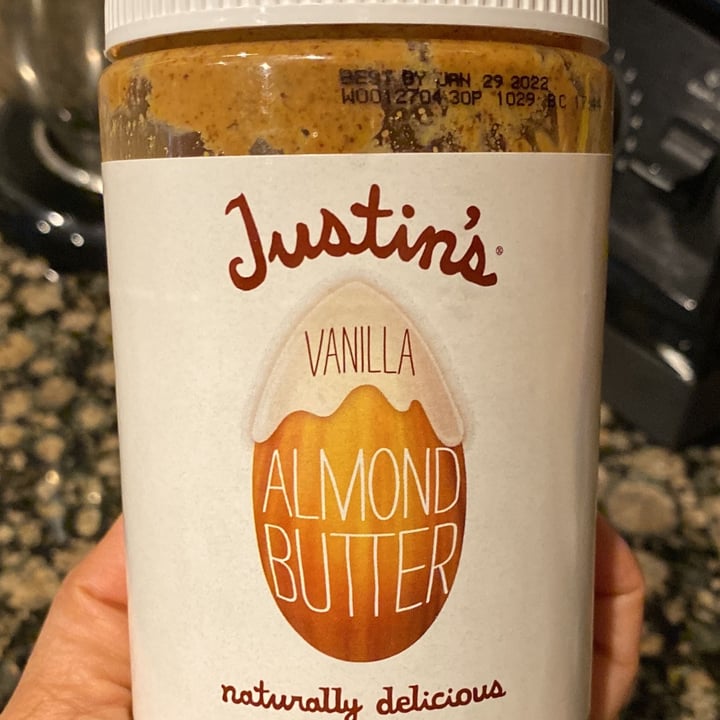 BEST BY JAN 29 2022
W0012704 30P 1029 BC
Justin's®
VANILLA
ALMOND
BUTTER
naturally delicious